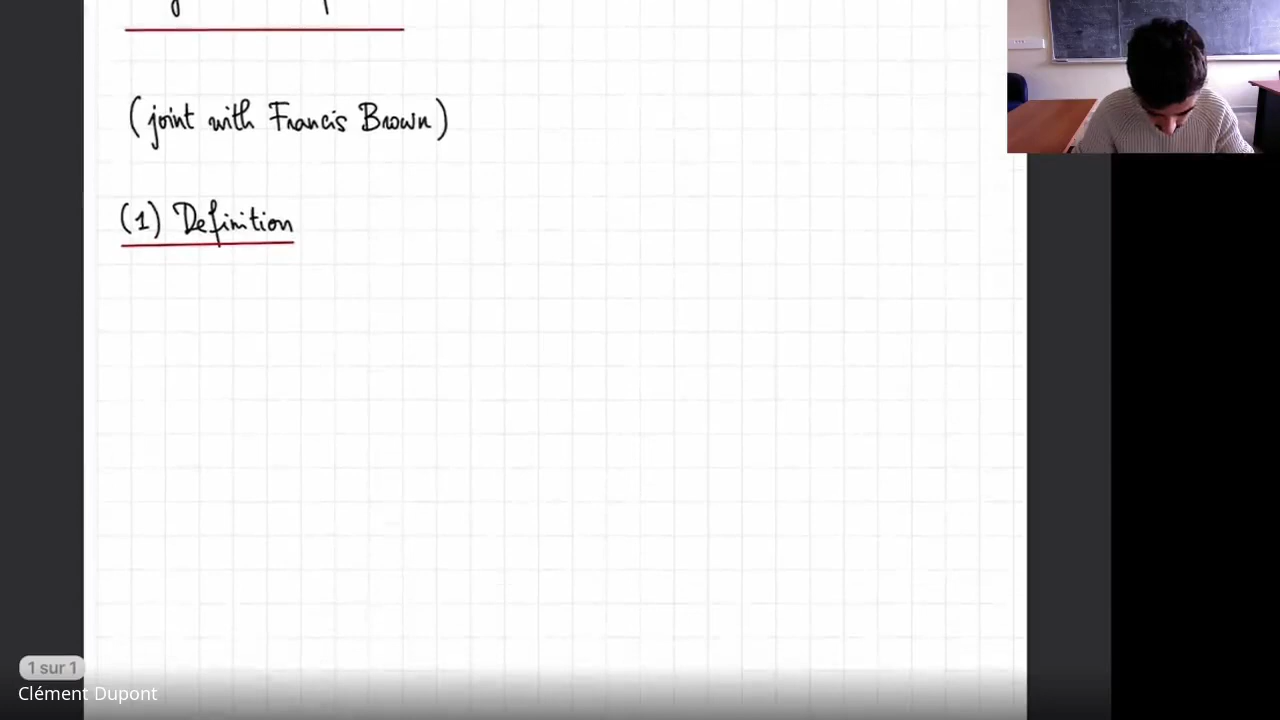 (joint with Francis Brown)
(1) Definition
1 sur 1
Clément Dupont